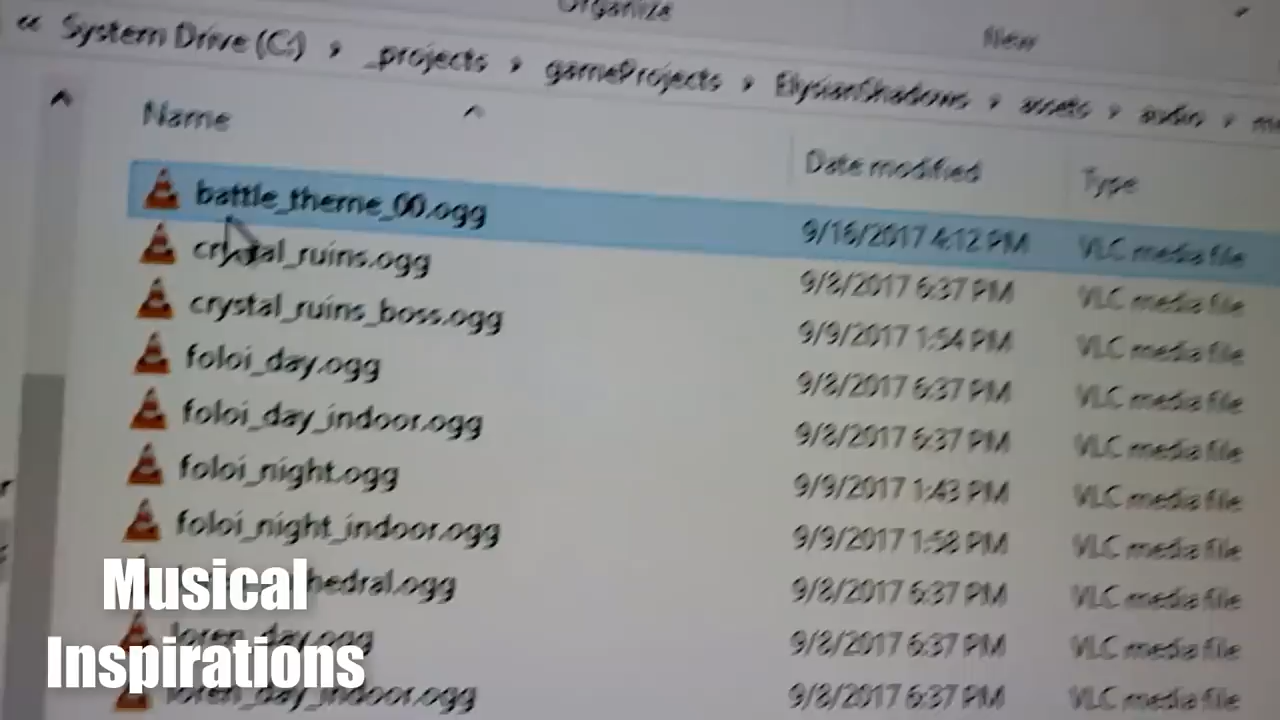 Organize
New
« System Drive (C:) › _projects › gameProjects › ElysianShadows › assets › audio ›
Name Date modified Type
battle_theme_00.ogg 9/16/2017 4:12 PM VLC media file
crystal_ruins.ogg 9/8/2017 6:37 PM VLC media file
crystal_ruins_boss.ogg 9/9/2017 1:54 PM VLC media file
foloi_day.ogg 9/8/2017 6:37 PM VLC media file
foloi_day_indoor.ogg 9/8/2017 6:37 PM VLC media file
foloi_night.ogg 9/9/2017 1:43 PM VLC media file
foloi_night_indoor.ogg 9/9/2017 1:58 PM VLC media file
hedral.ogg 9/8/2017 6:37 PM VLC media file
loren_day.ogg 9/8/2017 6:37 PM VLC media file
loren_day_indoor.ogg 9/8/2017 6:37 PM VLC media file
Musical
Inspirations